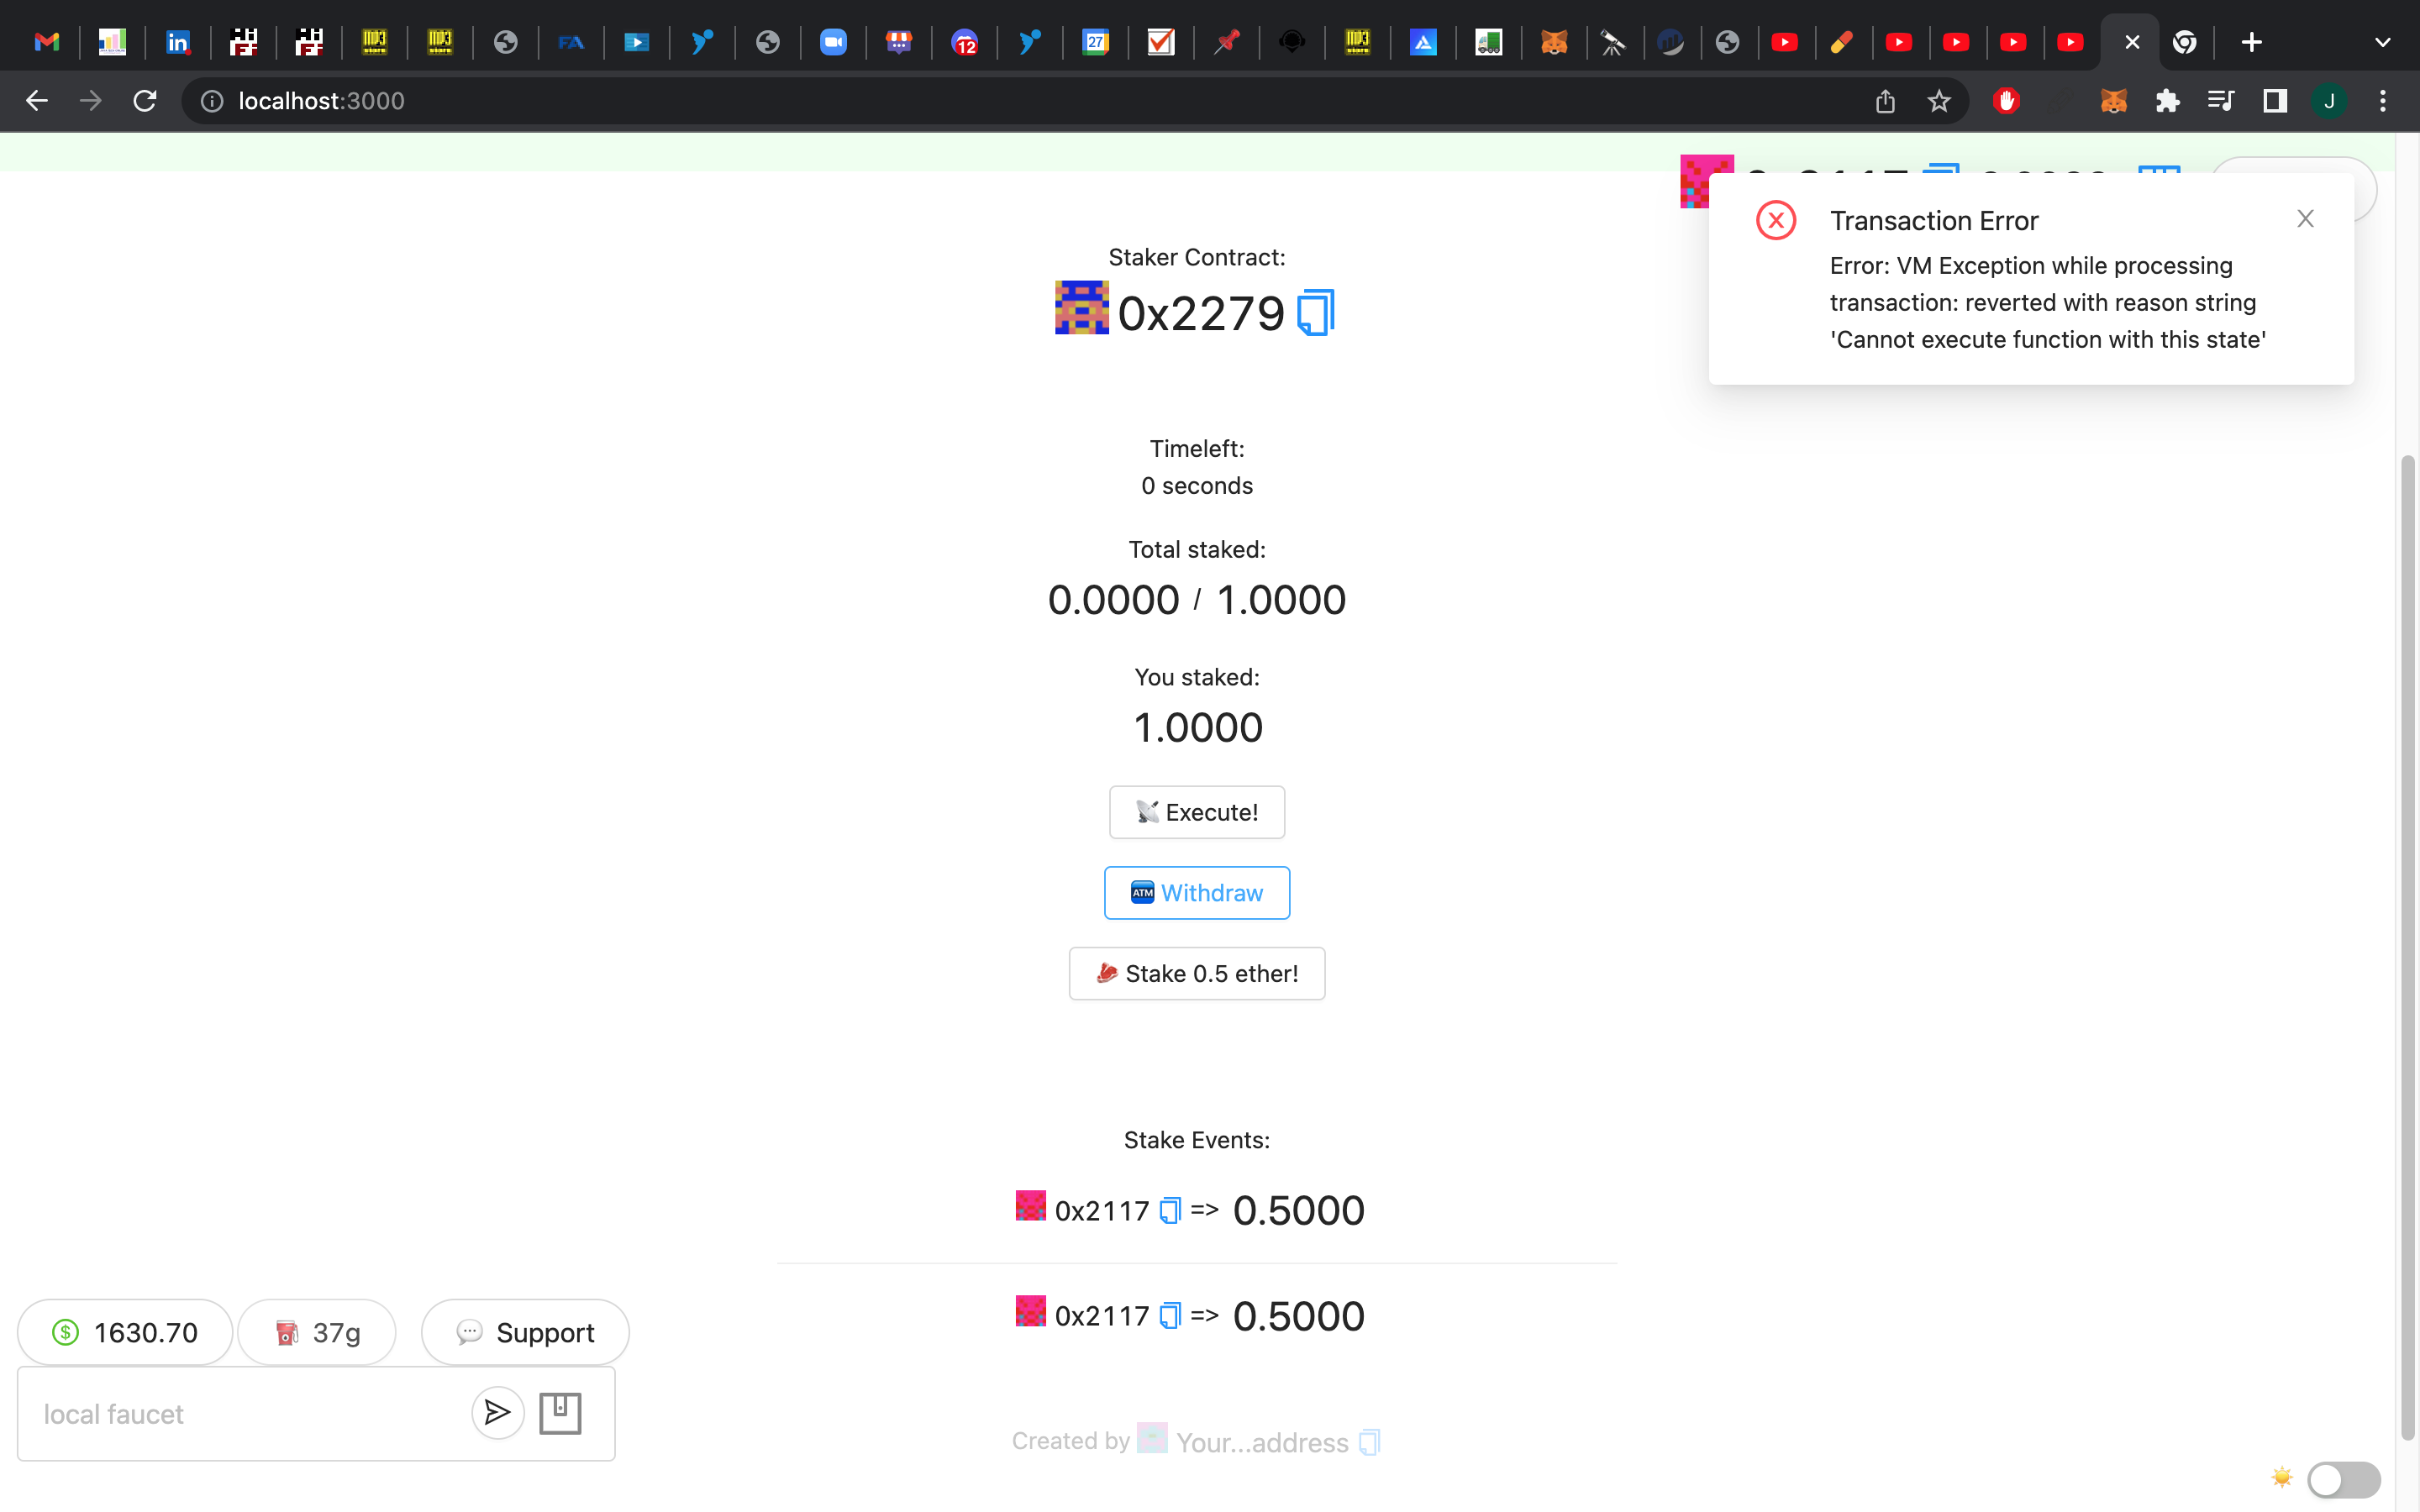 12
27
localhost:3000
J
Transaction Error
Error: VM Exception while processing
transaction: reverted with reason string
'Cannot execute function with this state'
Staker Contract:
0x2279
Timeleft:
0 seconds
Total staked:
0.0000 / 1.0000
You staked:
1.0000
Execute!
ATM Withdraw
Stake 0.5 ether!
Stake Events:
0x2117 => 0.5000
0x2117 => 0.5000
1630.70
37g
Support
local faucet
Created by Your...address